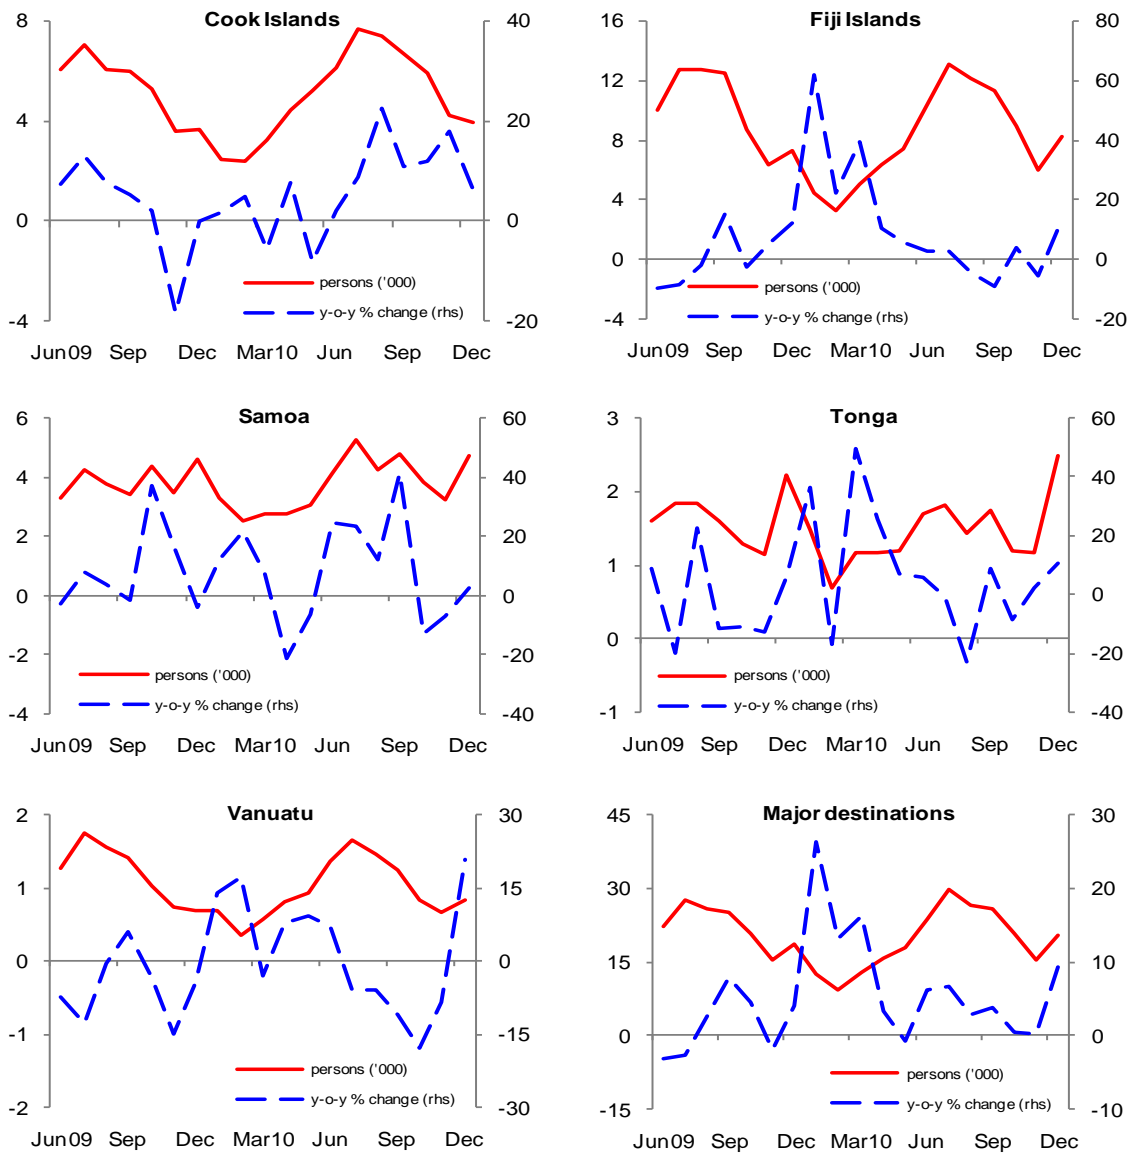 Cook Islands
8
4
0
-4
40
20
0
-20
persons ('000)
y-o-y % change (rhs)
Jun09 Sep Dec Mar10 Jun Sep Dec
Fiji Islands
16
12
8
4
0
-4
80
60
40
20
0
-20
persons ('000)
y-o-y % change (rhs)
Jun09 Sep Dec Mar10 Jun Sep Dec
Samoa
6
4
2
0
-2
-4
60
40
20
0
-20
-40
persons ('000)
y-o-y % change (rhs)
Jun09 Sep Dec Mar10 Jun Sep Dec
Tonga
3
2
1
0
-1
60
40
20
0
-20
-40
persons ('000)
y-o-y % change (rhs)
Jun09 Sep Dec Mar10 Jun Sep Dec
Vanuatu
2
1
0
-1
-2
30
15
0
-15
-30
persons ('000)
y-o-y % change (rhs)
Jun09 Sep Dec Mar10 Jun Sep Dec
Major destinations
45
30
15
0
-15
30
20
10
0
-10
persons ('000)
y-o-y % change (rhs)
Jun09 Sep Dec Mar10 Jun Sep Dec